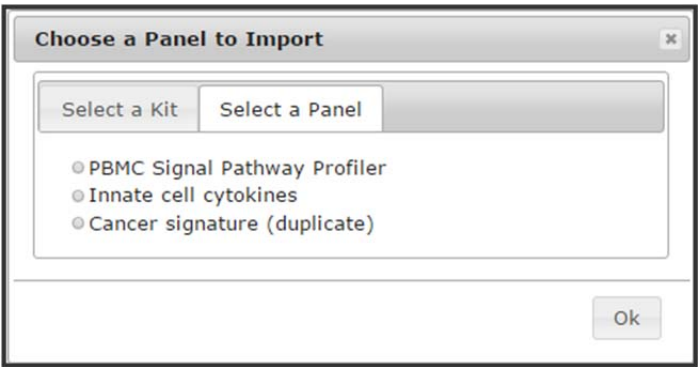 Choose a Panel to Import
Select a Kit Select a Panel
PBMC Signal Pathway Profiler
Innate cell cytokines
Cancer signature (duplicate)
Ok